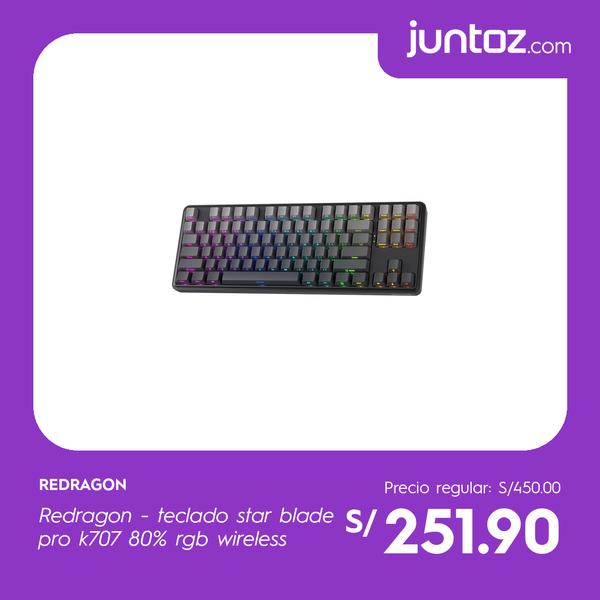 juntoz.com
REDRAGON
Redragon - teclado star blade
pro k707 80% rgb wireless
Precio regular: S/450.00
S/ 251.90